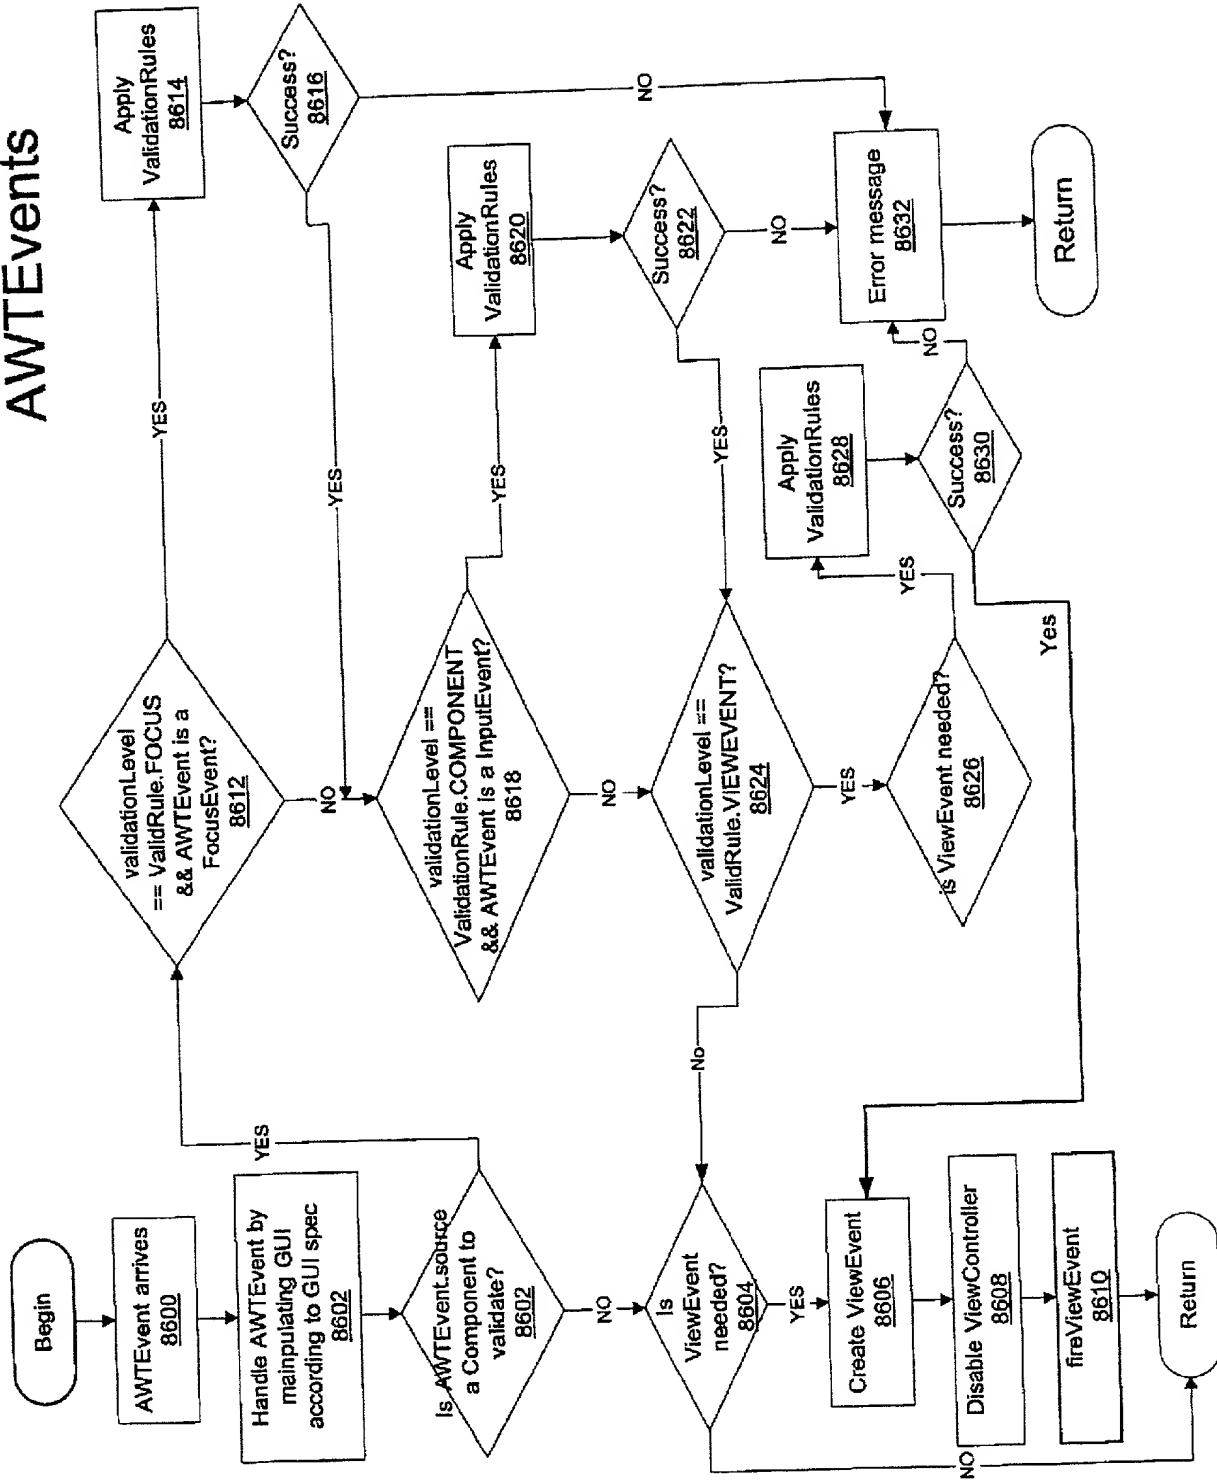 AWTEvents
Begin
AWTEvent arrives
8600
Handle AWTEvent by
mainpulating GUI
according to GUI spec
8602
Is AWTEvent.source
a Component to
validate?
8602
YES
NO
Is
ViewEvent
needed?
8604
YES
NO
Create ViewEvent
8606
Disable ViewController
8608
fireViewEvent
8610
Return
validationLevel
== ValidRule.FOCUS
&& AWTEvent is a
FocusEvent?
8612
YES
NO
Apply
ValidationRules
8614
Success?
8616
YES
NO
validationLevel ==
ValidationRule.COMPONENT
&& AWTEvent is a InputEvent?
8618
YES
NO
Apply
ValidationRules
8620
Success?
8622
YES
NO
validationLevel ==
ValidRule.VIEWEVENT?
8624
No
YES
is ViewEvent needed?
8626
YES
Apply
ValidationRules
8628
Success?
8630
Yes
NO
Error message
8632
Return